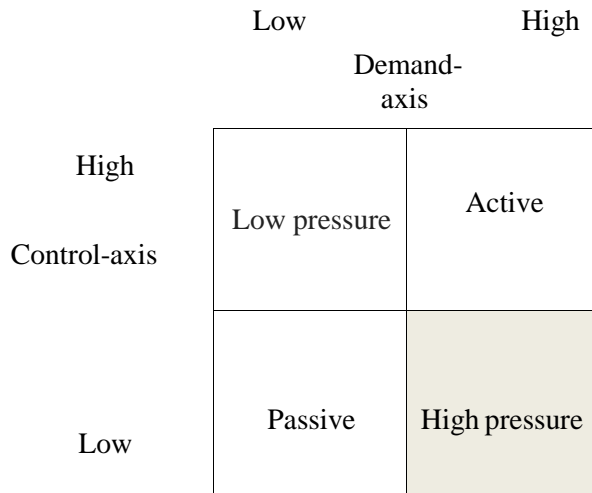 Low High
Demand-
axis
High
Low pressure Active
Control-axis
Passive High pressure
Low